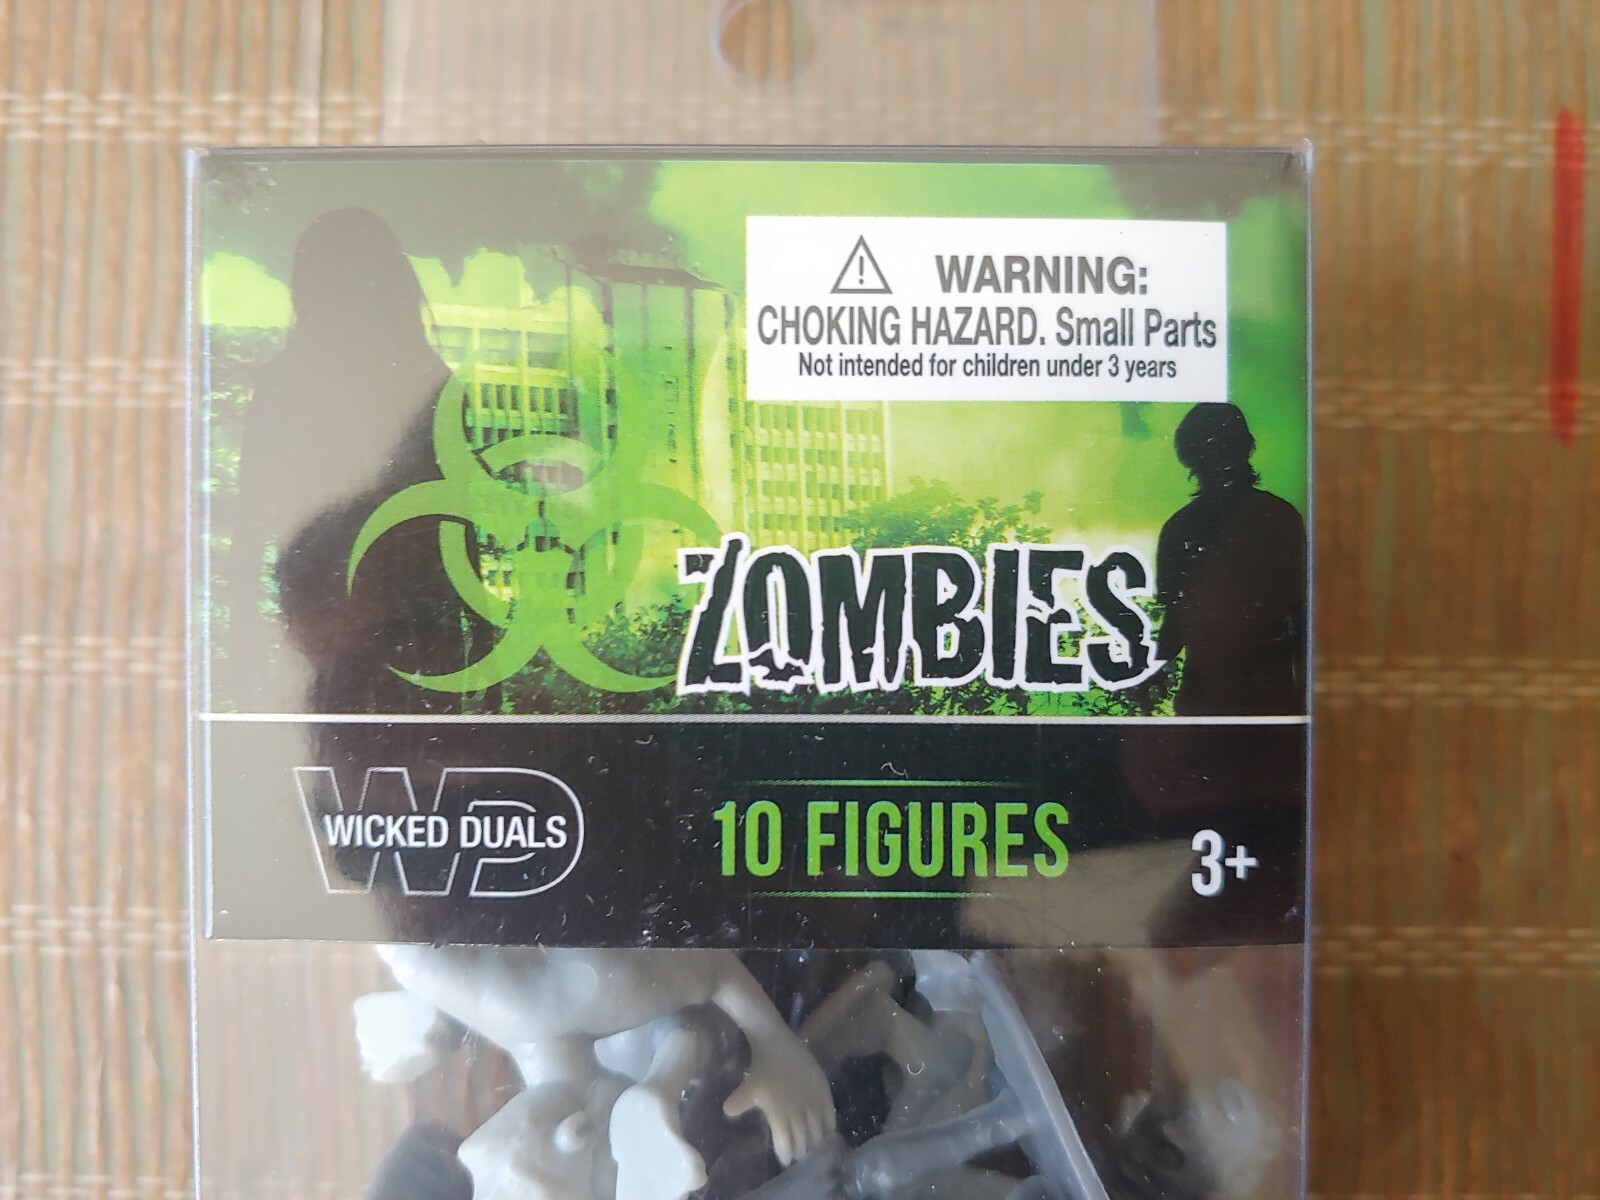 WARNING:
CHOKING HAZARD. Small Parts
Not intended for children under 3 years
ZOMBIES
WD
WICKED DUALS
10 FIGURES
3+